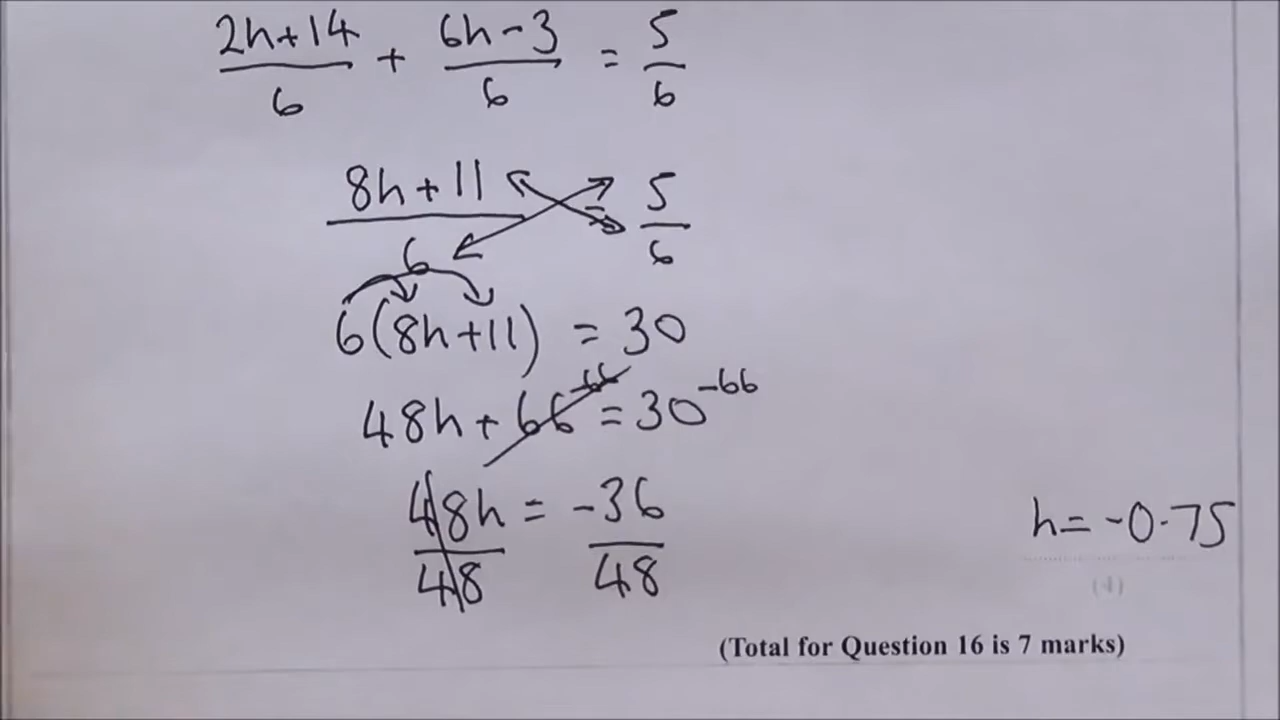 2h+14/6 + 6h-3/6 = 5/6
8h+11/6 = 5/6
6(8h+11) = 30
48h+66-66 = 30-66
48h/48 = -36/48
h = -0.75
(4)
(Total for Question 16 is 7 marks)